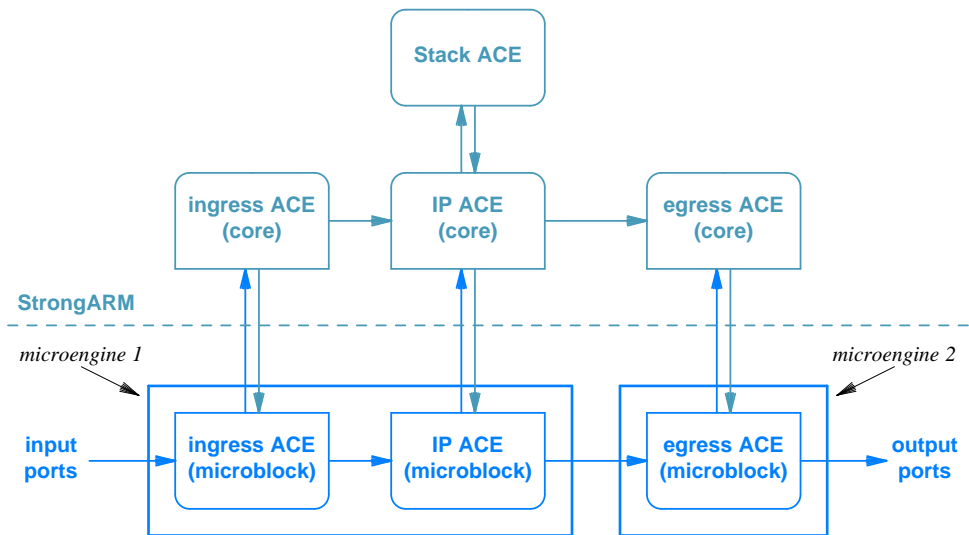 Stack ACE
ingress ACE
(core)
IP ACE
(core)
egress ACE
(core)
StrongARM
microengine 1
microengine 2
input
ports
ingress ACE
(microblock)
IP ACE
(microblock)
egress ACE
(microblock)
output
ports